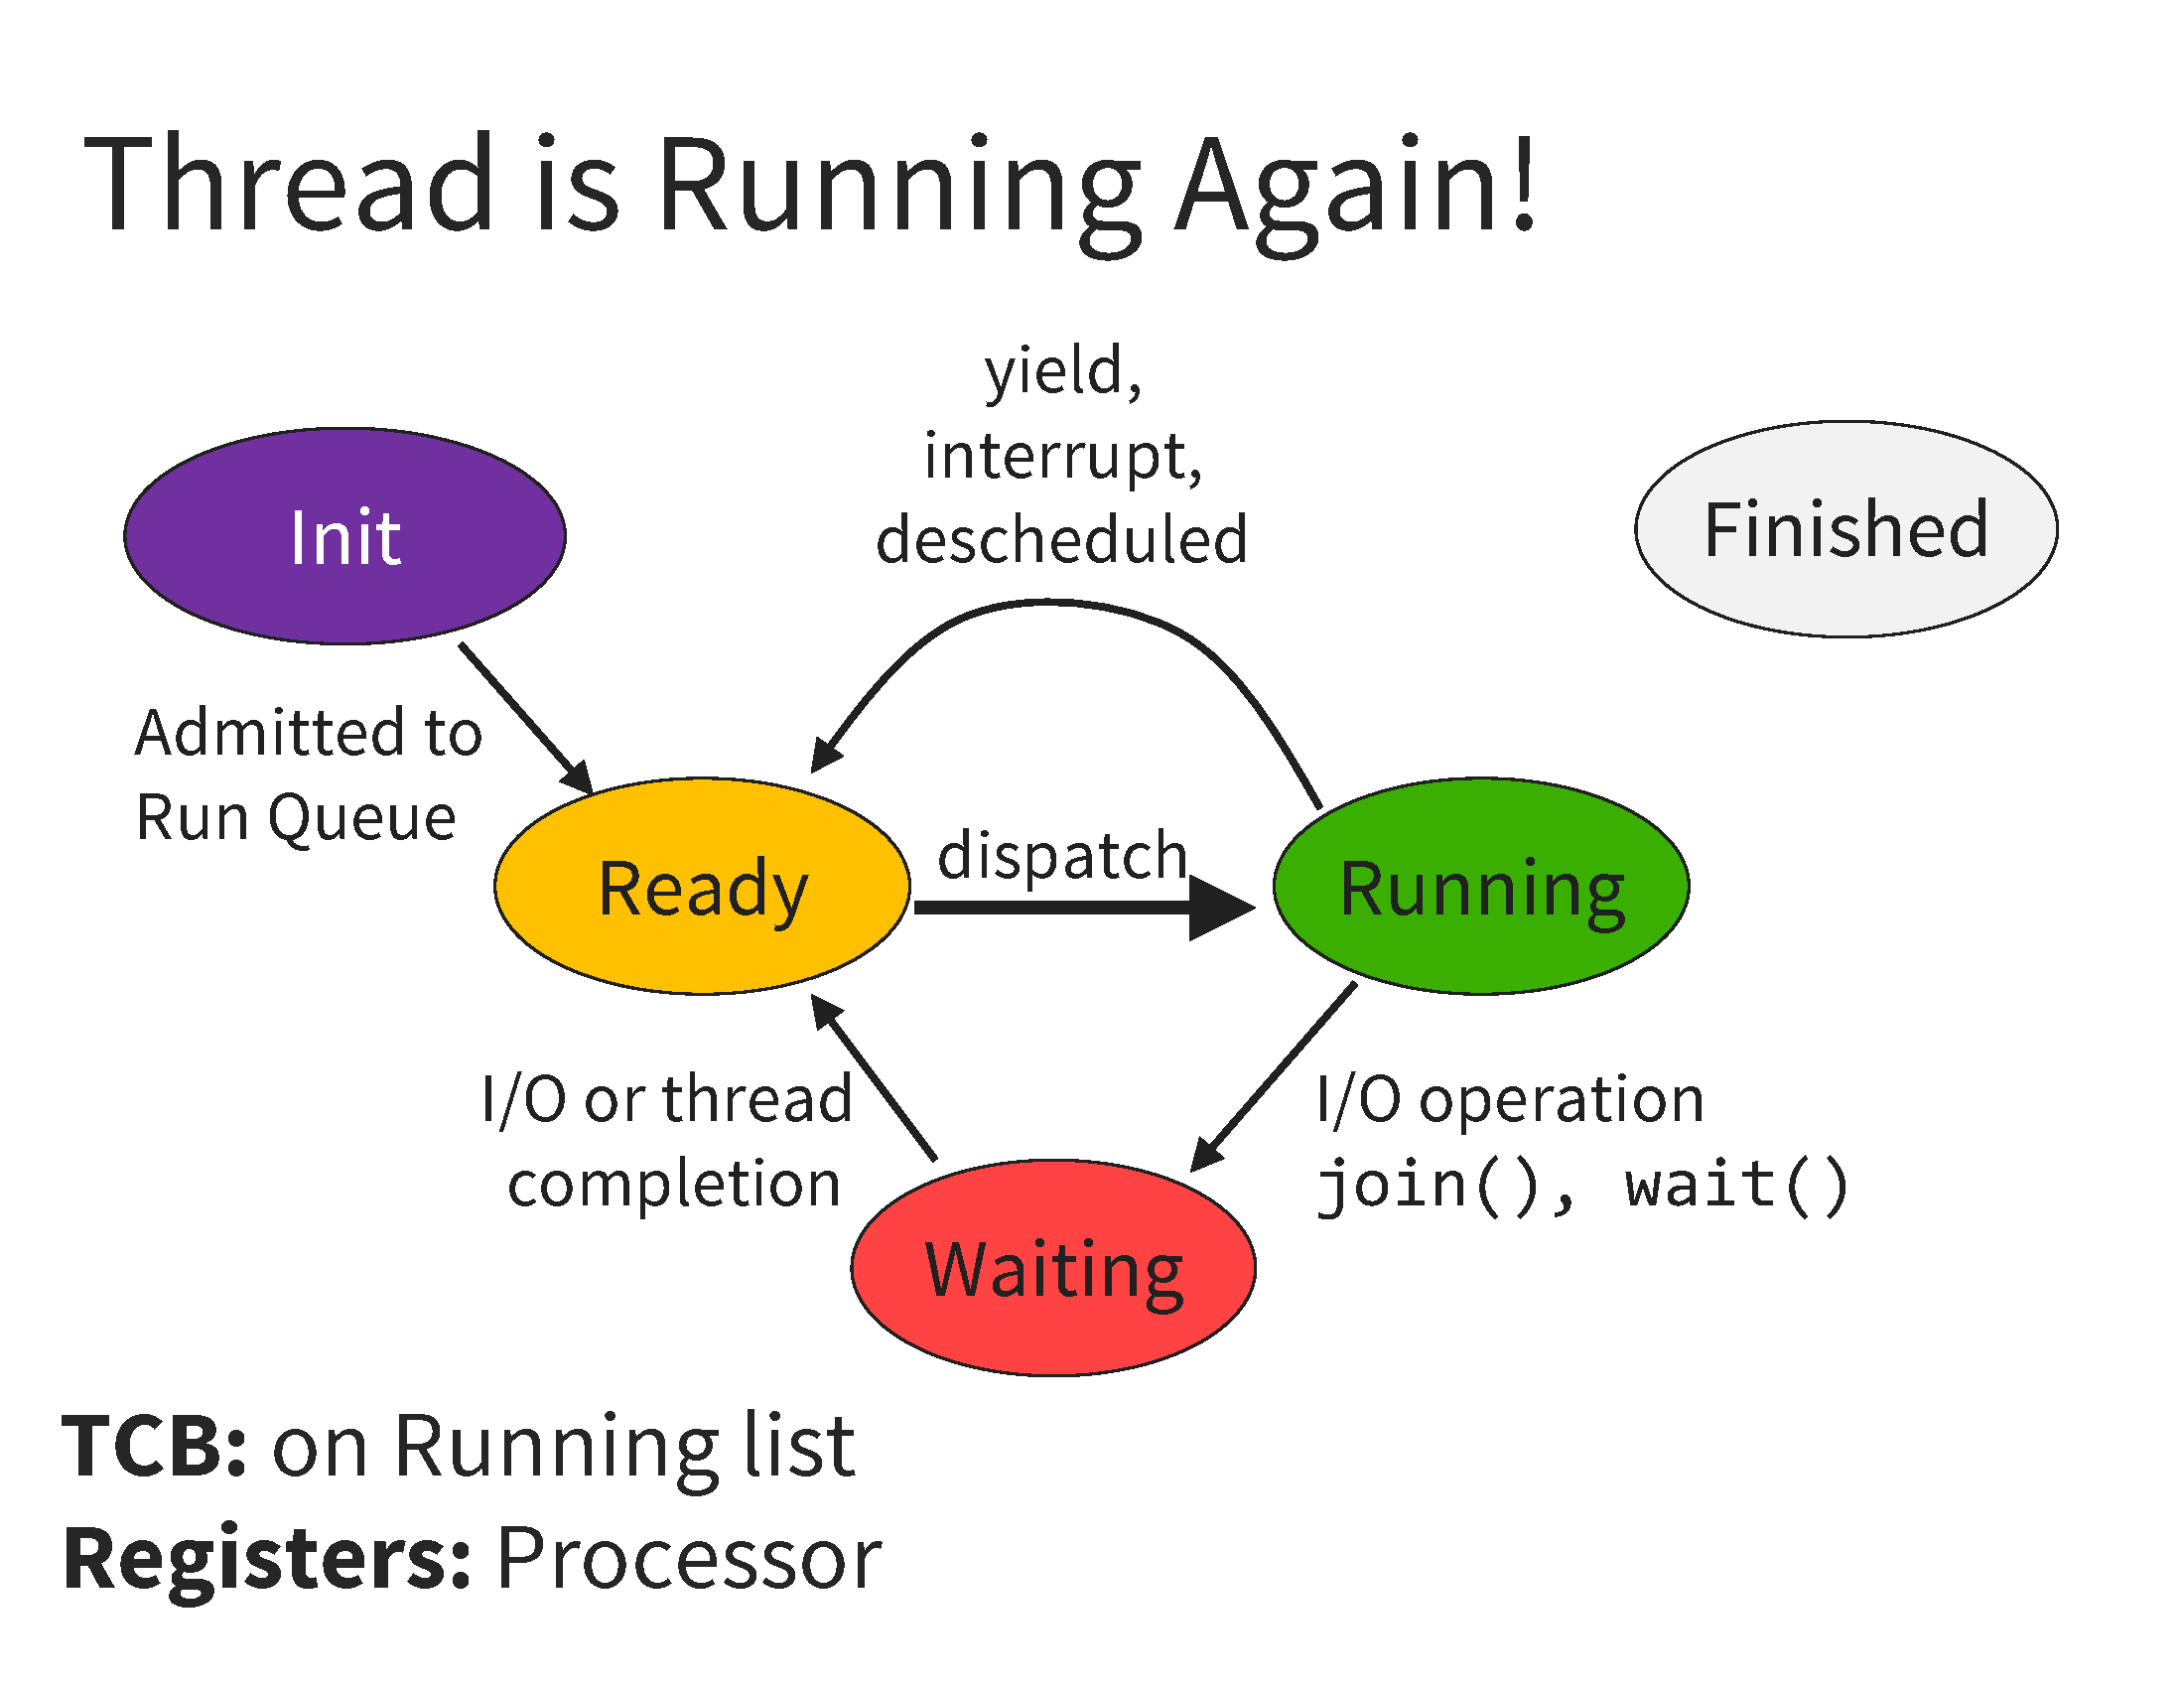 Thread is Running Again!
yield,
interrupt,
descheduled
Init
Finished
Admitted to
Run Queue
Ready
dispatch
Running
I/O or thread
completion
I/O operation
join(), wait()
Waiting
TCB: on Running list
Registers: Processor